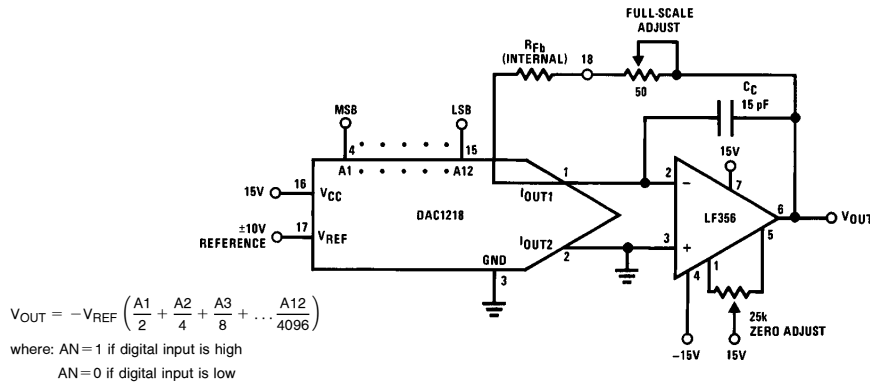 FULL-SCALE
ADJUST
RFb
(INTERNAL)
18
50
CC
15 pF
MSB
LSB
4
15
A1
A12
15V
16
VCC
DAC1218
±10V
REFERENCE
17
VREF
GND
3
IOUT1
1
IOUT2
2
2
−
3
+
15V
7
LF356
6
VOUT
5
1
4
25k
ZERO ADJUST
−15V
15V
VOUT = −VREF (A1/2 + A2/4 + A3/8 + ... A12/4096)
where: AN=1 if digital input is high
AN=0 if digital input is low